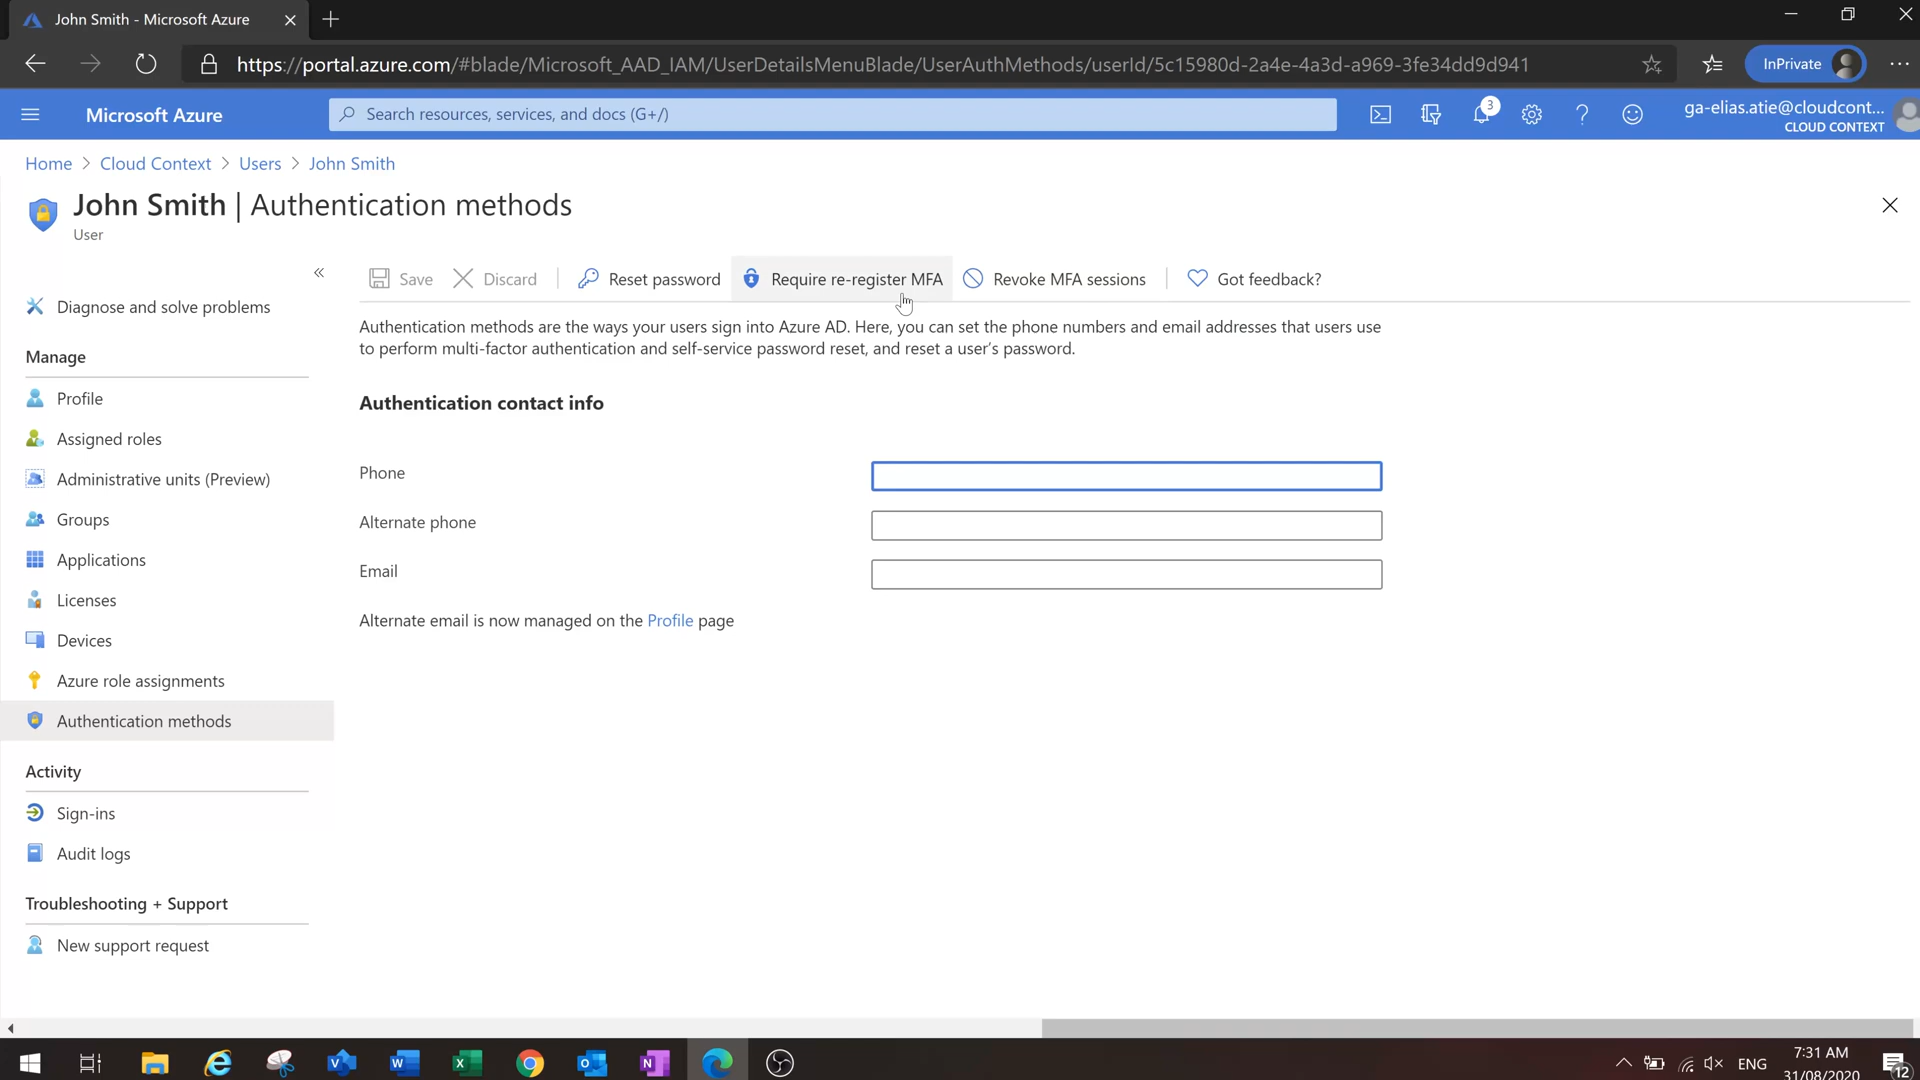 John Smith - Microsoft Azure
https://portal.azure.com/#blade/Microsoft_AAD_IAM/UserDetailsMenuBlade/UserAuthMethods/userId/5c15980d-2a4e-4a3d-a969-3fe34dd9d941
InPrivate
Microsoft Azure
Search resources, services, and docs (G+/)
3
ga-elias.atie@cloudcont...
CLOUD CONTEXT
Home > Cloud Context > Users > John Smith
John Smith | Authentication methods
User
Save
Discard
Reset password
Require re-register MFA
Revoke MFA sessions
Got feedback?
Diagnose and solve problems
Manage
Profile
Assigned roles
Administrative units (Preview)
Groups
Applications
Licenses
Devices
Azure role assignments
Authentication methods
Activity
Sign-ins
Audit logs
Troubleshooting + Support
New support request
Authentication methods are the ways your users sign into Azure AD. Here, you can set the phone numbers and email addresses that users use
to perform multi-factor authentication and self-service password reset, and reset a user's password.
Authentication contact info
Phone
Alternate phone
Email
Alternate email is now managed on the Profile page
ENG
7:31 AM
31/08/2020
12